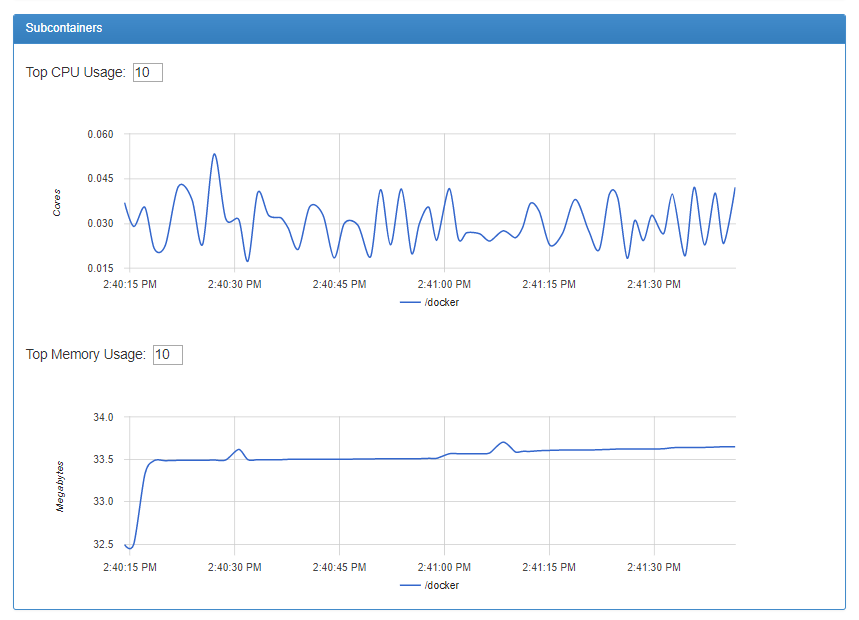 Subcontainers
Top CPU Usage: 10
0.060
0.045
Cores
0.030
0.015
2:40:15 PM 2:40:30 PM 2:40:45 PM 2:41:00 PM 2:41:15 PM 2:41:30 PM
/docker
Top Memory Usage: 10
34.0
33.5
Megabytes
33.0
32.5
2:40:15 PM 2:40:30 PM 2:40:45 PM 2:41:00 PM 2:41:15 PM 2:41:30 PM
/docker